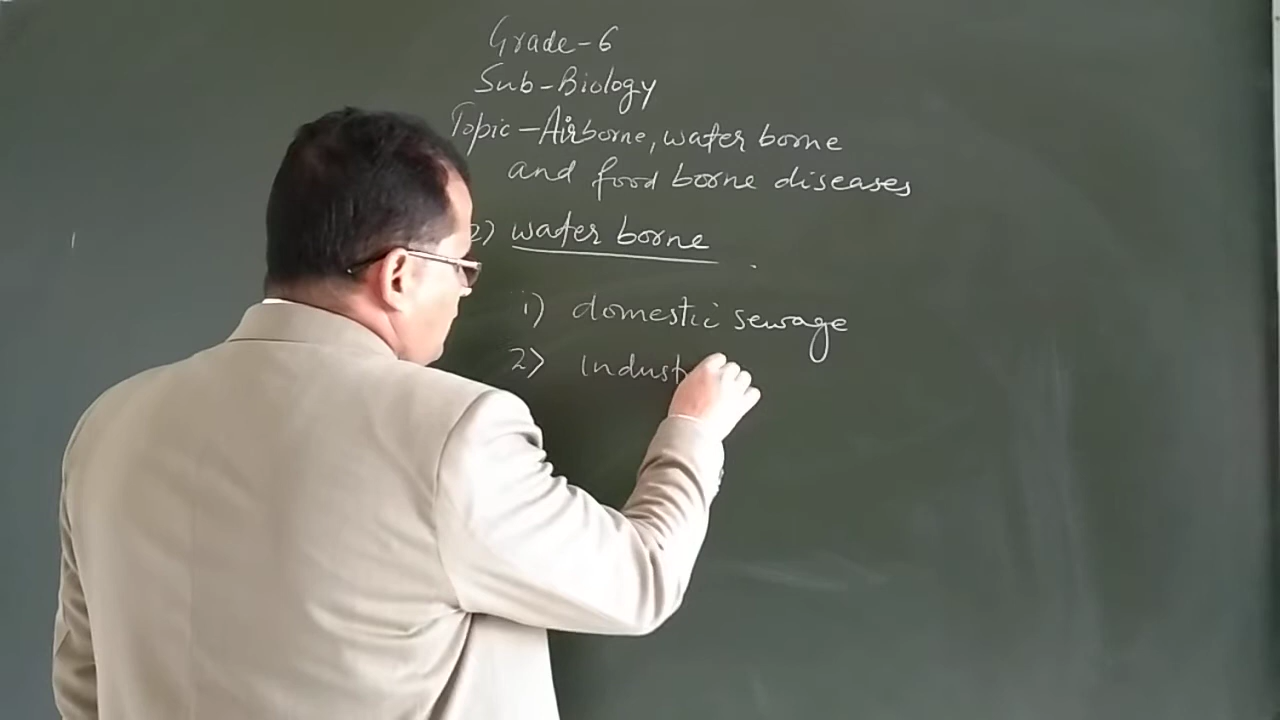 Grade-6
Sub-Biology
Topic-Airborne, water borne
and food borne diseases
2) water borne
1) domestic sewage
2) Indust